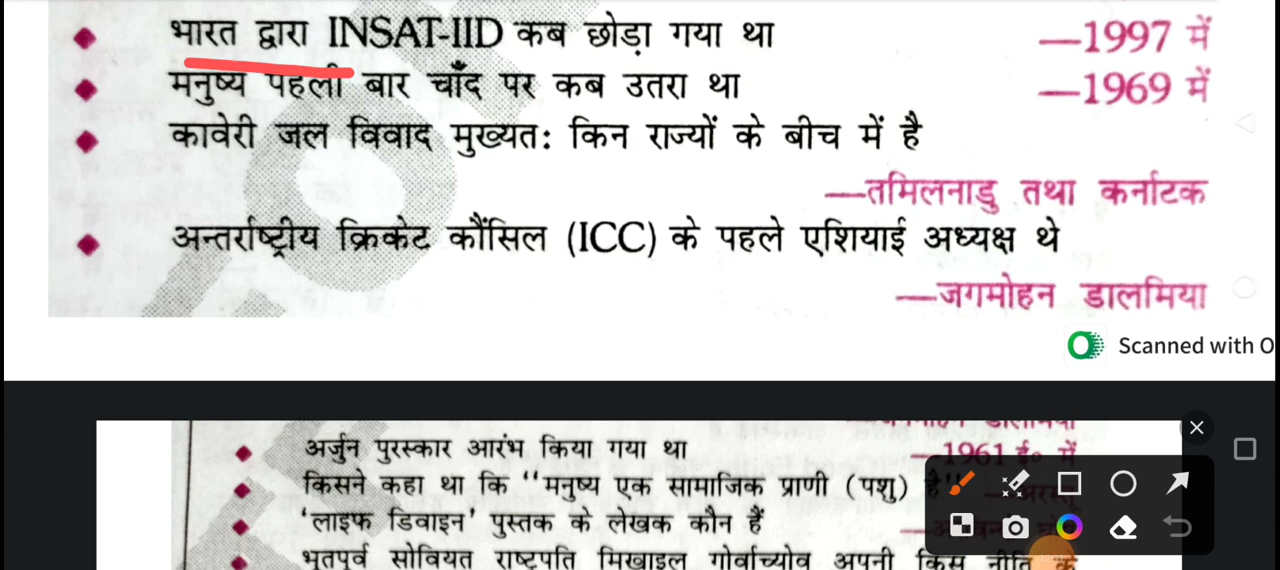 भारत द्वारा INSAT-IID कब छोड़ा गया था —1997 में
मनुष्य पहली बार चाँद पर कब उतरा था —1969 में
कावेरी जल विवाद मुख्यत: किन राज्यों के बीच में है
—तमिलनाडु तथा कर्नाटक
अन्तर्राष्ट्रीय क्रिकेट कौंसिल (ICC) के पहले एशियाई अध्यक्ष थे
—जगमोहन डालमिया
Scanned with O
अर्जुन पुरस्कार आरंभ किया गया था —1961 ई० में
किसने कहा था कि “मनुष्य एक सामाजिक प्राणी (पशु) है”
‘लाइफ डिवाइन’ पुस्तक के लेखक कौन हैं
भूतपूर्व सोवियत राष्ट्रपति मिखाइल गोर्वाच्योव अपनी किस नीति के